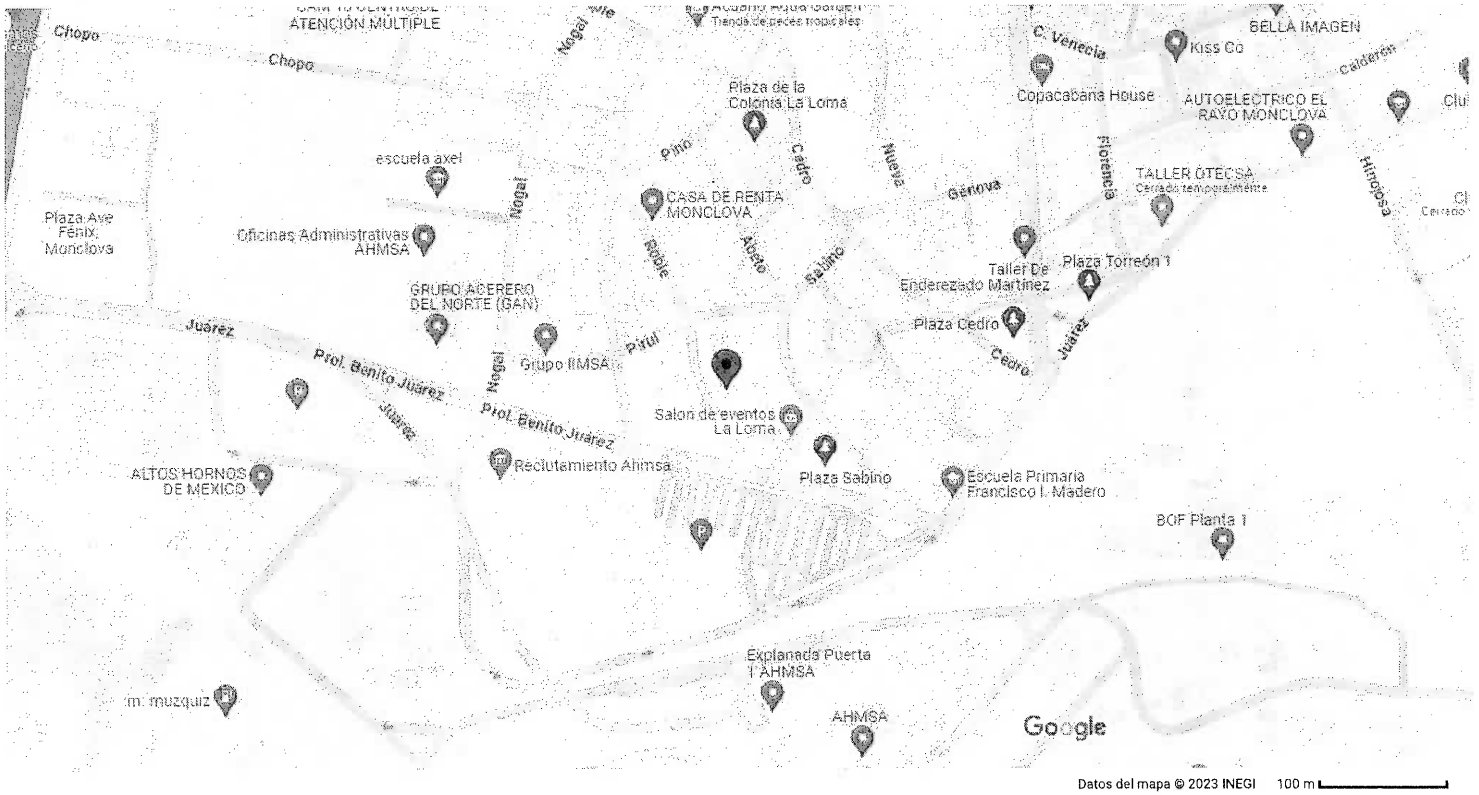 ATENCIÓN MÚLTIPLE
Tienda de peces tropicales
BELLA IMAGEN
Chopo
Chopo
Nogal
C. Venecia
Kiss Co
Calderón
Plaza de la
Colonia La Loma
Copacabana House
AUTOELECTRICO EL
RAYO MONCLOVA
escuela axel
Pino
Cedro
Nueva
Florencia
Hinojosa
Nogal
CASA DE RENTA
MONCLOVA
Génova
TALLER OTECSA
Cerrado temporalmente
Plaza Ave
Fénix,
Monclova
Oficinas Administrativas
AHMSA
Roble
Abeto
Sabino
Taller De
Enderezado Martínez
Plaza Torreón 1
GRUPO ACERERO
DEL NORTE (GAN)
Juárez
Grupo IIMSA
Pirul
Plaza Cedro
Cedro
Juárez
Prol. Benito Juárez
Nogal
Juárez
Prol. Benito Juárez
Salon de eventos
La Loma
ALTOS HORNOS
DE MEXICO
Reclutamiento Ahmsa
Plaza Sabino
Escuela Primaria
Francisco I. Madero
P
BOF Planta 1
m. muzquiz
Explanada Puerta
1 AHMSA
AHMSA
Google
Datos del mapa © 2023 INEGI 100 m